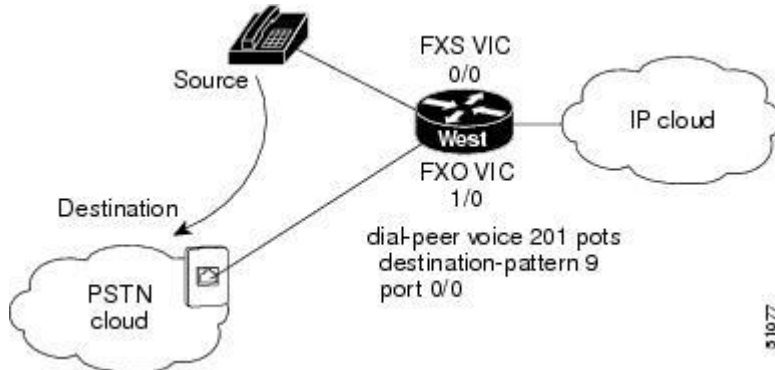 FXS VIC
0/0
Source
West
IP cloud
FXO VIC
1/0
Destination
dial-peer voice 201 pots
destination-pattern 9
port 0/0
PSTN
cloud
51977